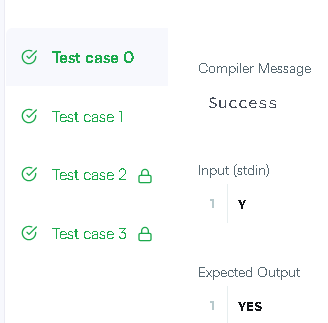 Test case 0
Test case 1
Test case 2
Test case 3
Compiler Message
Success
Input (stdin)
1 Y
Expected Output
1 YES